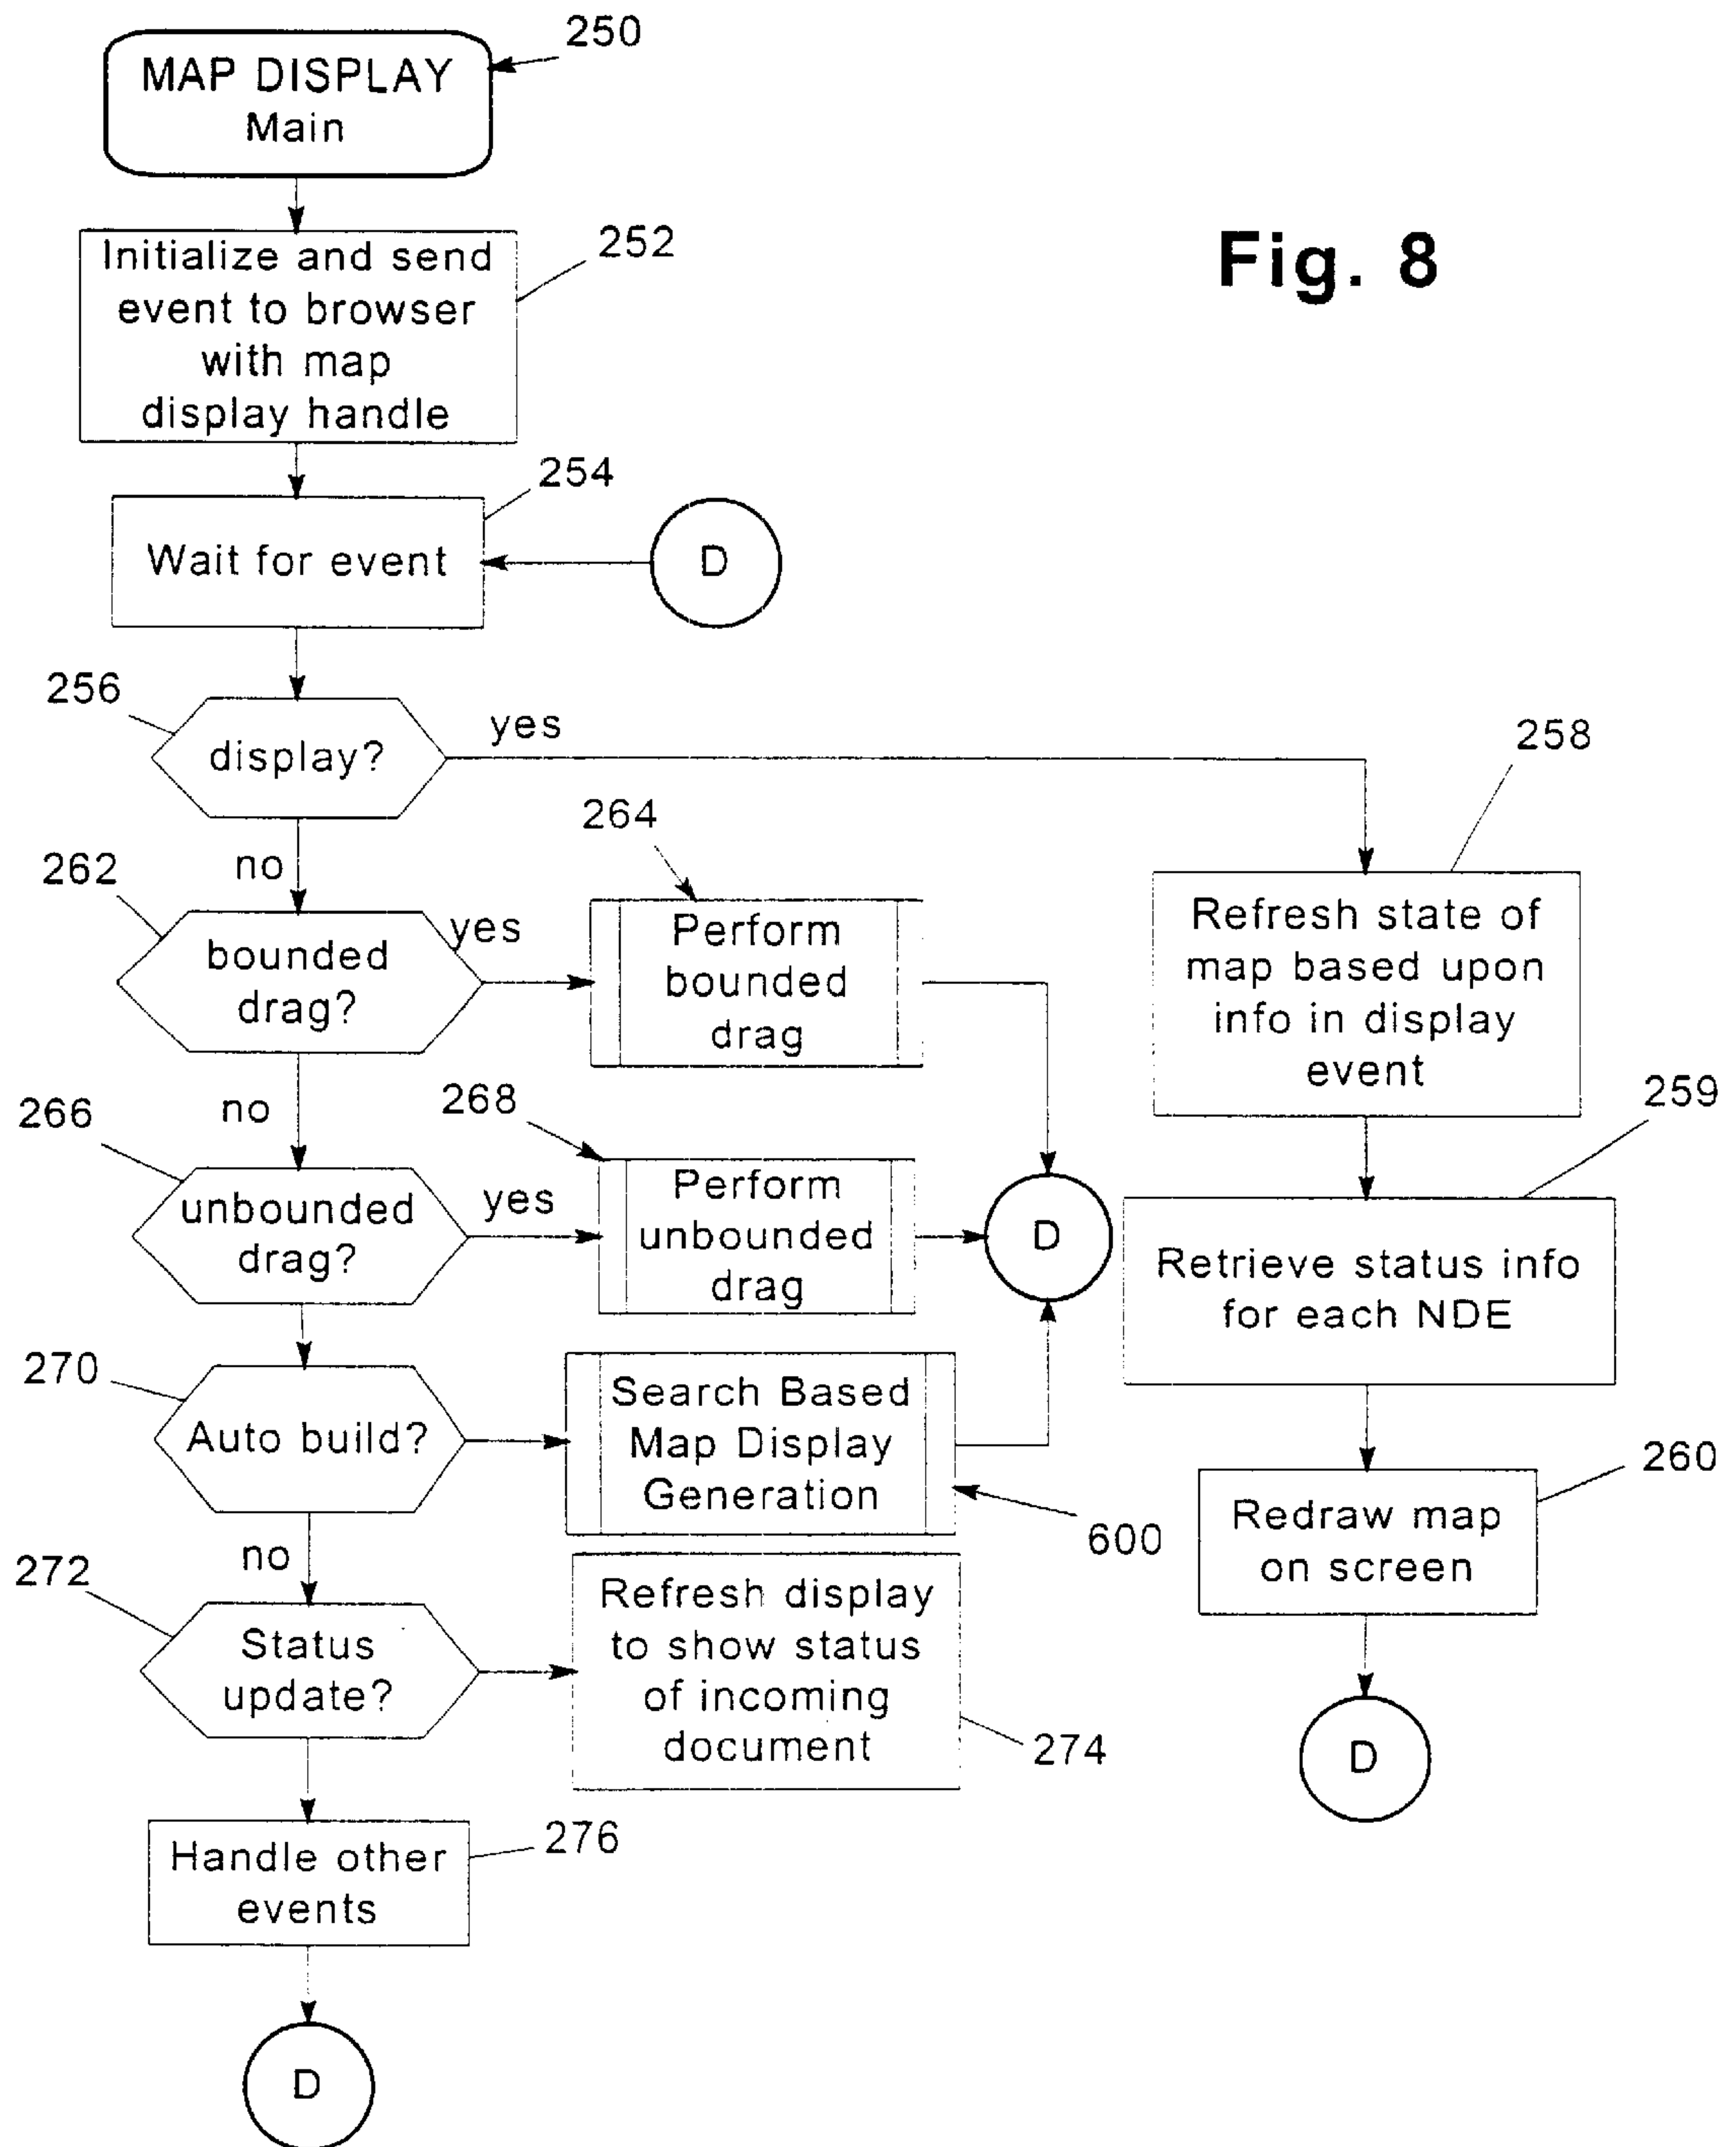 250
MAP DISPLAY
Main
Fig. 8
252
Initialize and send
event to browser
with map
display handle
254
Wait for event
D
256
display?
yes
258
no
264
262
bounded
drag?
yes
Perform
bounded
drag
Refresh state of
map based upon
info in display
event
259
no
266
268
unbounded
drag?
yes
Perform
unbounded
drag
D
Retrieve status info
for each NDE
270
Auto build?
Search Based
Map Display
Generation
600
260
Redraw map
on screen
no
272
Status
update?
Refresh display
to show status
of incoming
document
274
D
276
Handle other
events
D